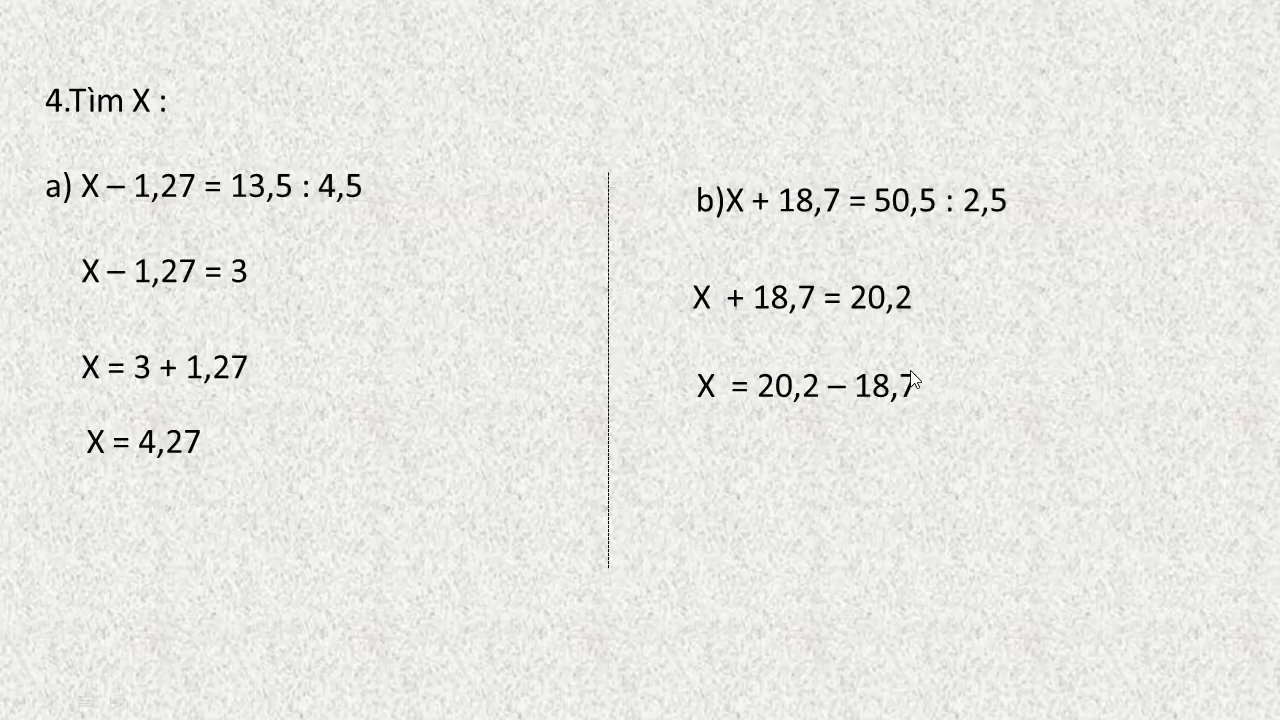 4.Tìm X :
a) X – 1,27 = 13,5 : 4,5
X – 1,27 = 3
X = 3 + 1,27
X = 4,27
b)X + 18,7 = 50,5 : 2,5
X + 18,7 = 20,2
X = 20,2 – 18,7